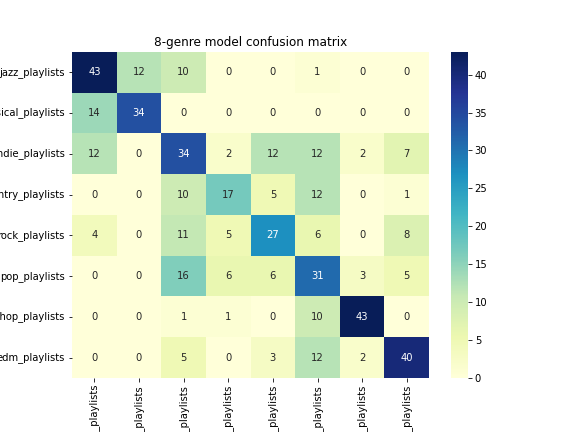 8-genre model confusion matrix
jazz_playlists 43 12 10 0 0 1 0 0
sical_playlists 14 34 0 0 0 0 0 0
ndie_playlists 12 0 34 2 12 12 2 7
ntry_playlists 0 0 10 17 5 12 0 1
rock_playlists 4 0 11 5 27 6 0 8
pop_playlists 0 0 16 6 6 31 3 5
hop_playlists 0 0 1 1 0 10 43 0
edm_playlists 0 0 5 0 3 12 2 40
_playlists _playlists _playlists _playlists _playlists _playlists _playlists _playlists
40
35
30
25
20
15
10
5
0